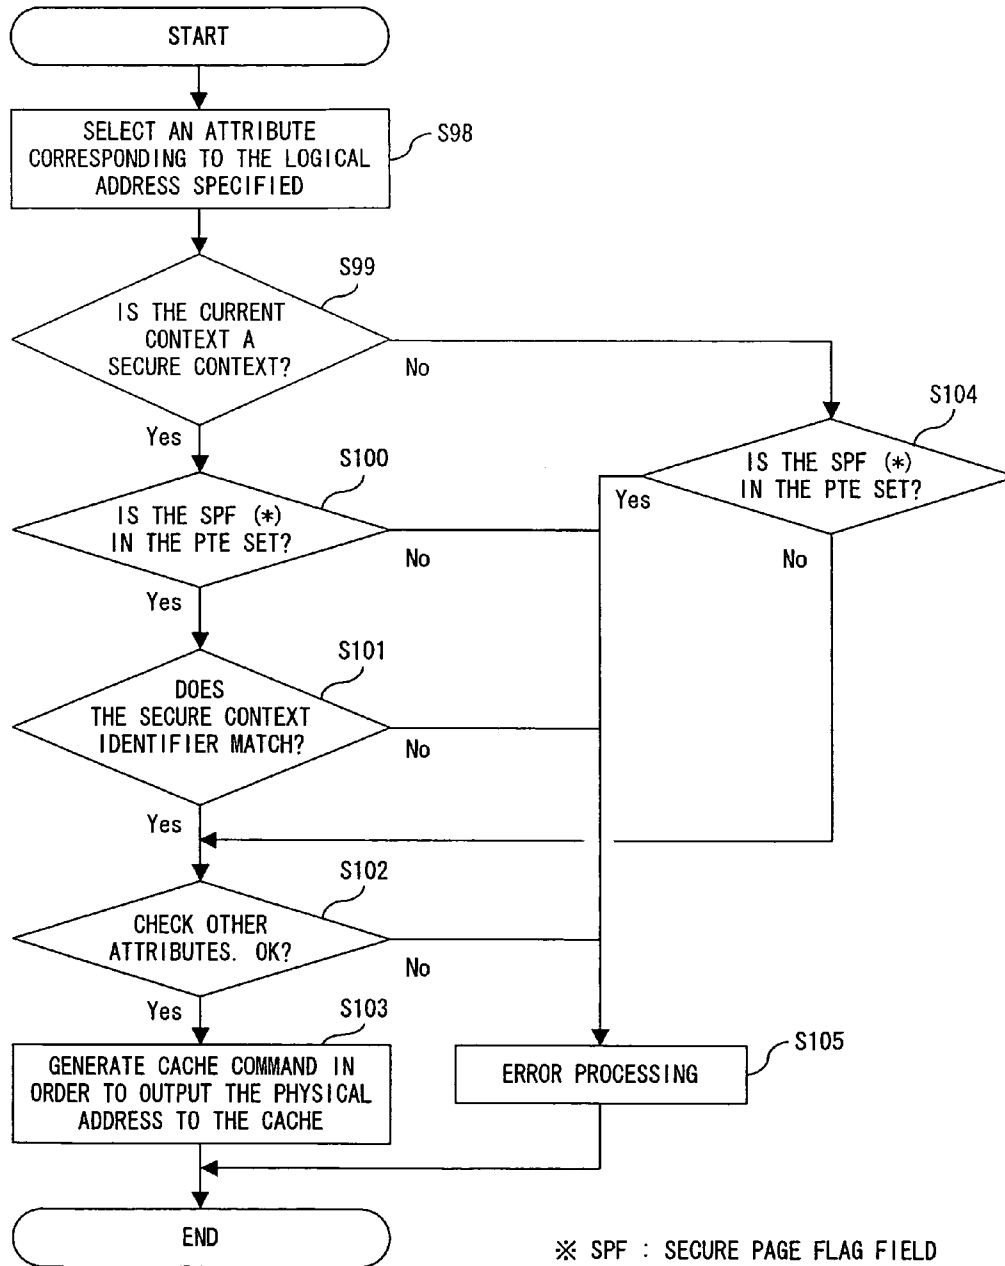 START
SELECT AN ATTRIBUTE
CORRESPONDING TO THE LOGICAL
ADDRESS SPECIFIED
S98
IS THE CURRENT
CONTEXT A
SECURE CONTEXT?
S99
No
Yes
S104
IS THE SPF (*)
IN THE PTE SET?
Yes
No
S100
IS THE SPF (*)
IN THE PTE SET?
No
Yes
S101
DOES
THE SECURE CONTEXT
IDENTIFIER MATCH?
No
Yes
S102
CHECK OTHER
ATTRIBUTES. OK?
No
Yes
S103
GENERATE CACHE COMMAND IN
ORDER TO OUTPUT THE PHYSICAL
ADDRESS TO THE CACHE
S105
ERROR PROCESSING
END
※ SPF : SECURE PAGE FLAG FIELD